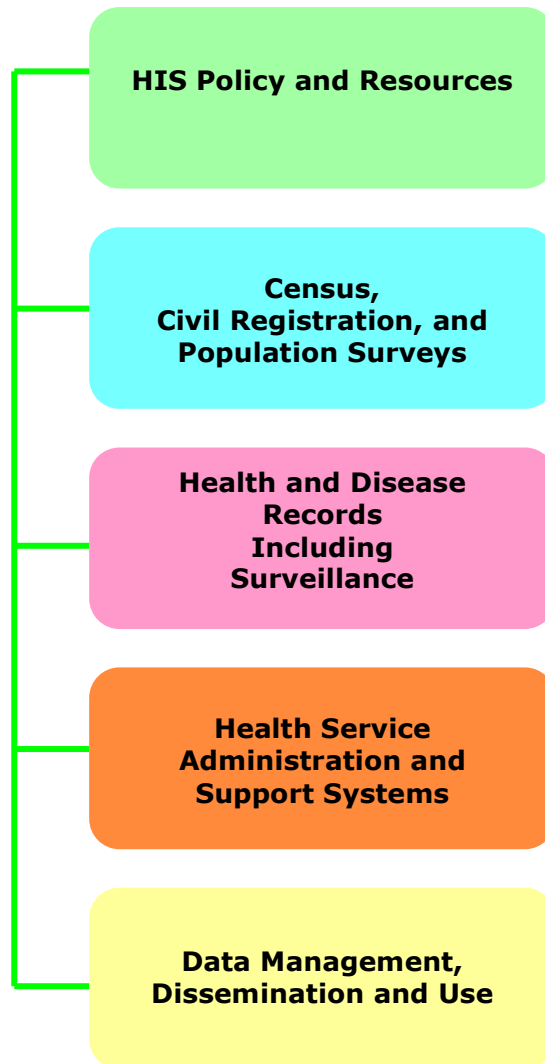 HIS Policy and Resources
Census,
Civil Registration, and
Population Surveys
Health and Disease
Records
Including
Surveillance
Health Service
Administration and
Support Systems
Data Management,
Dissemination and Use